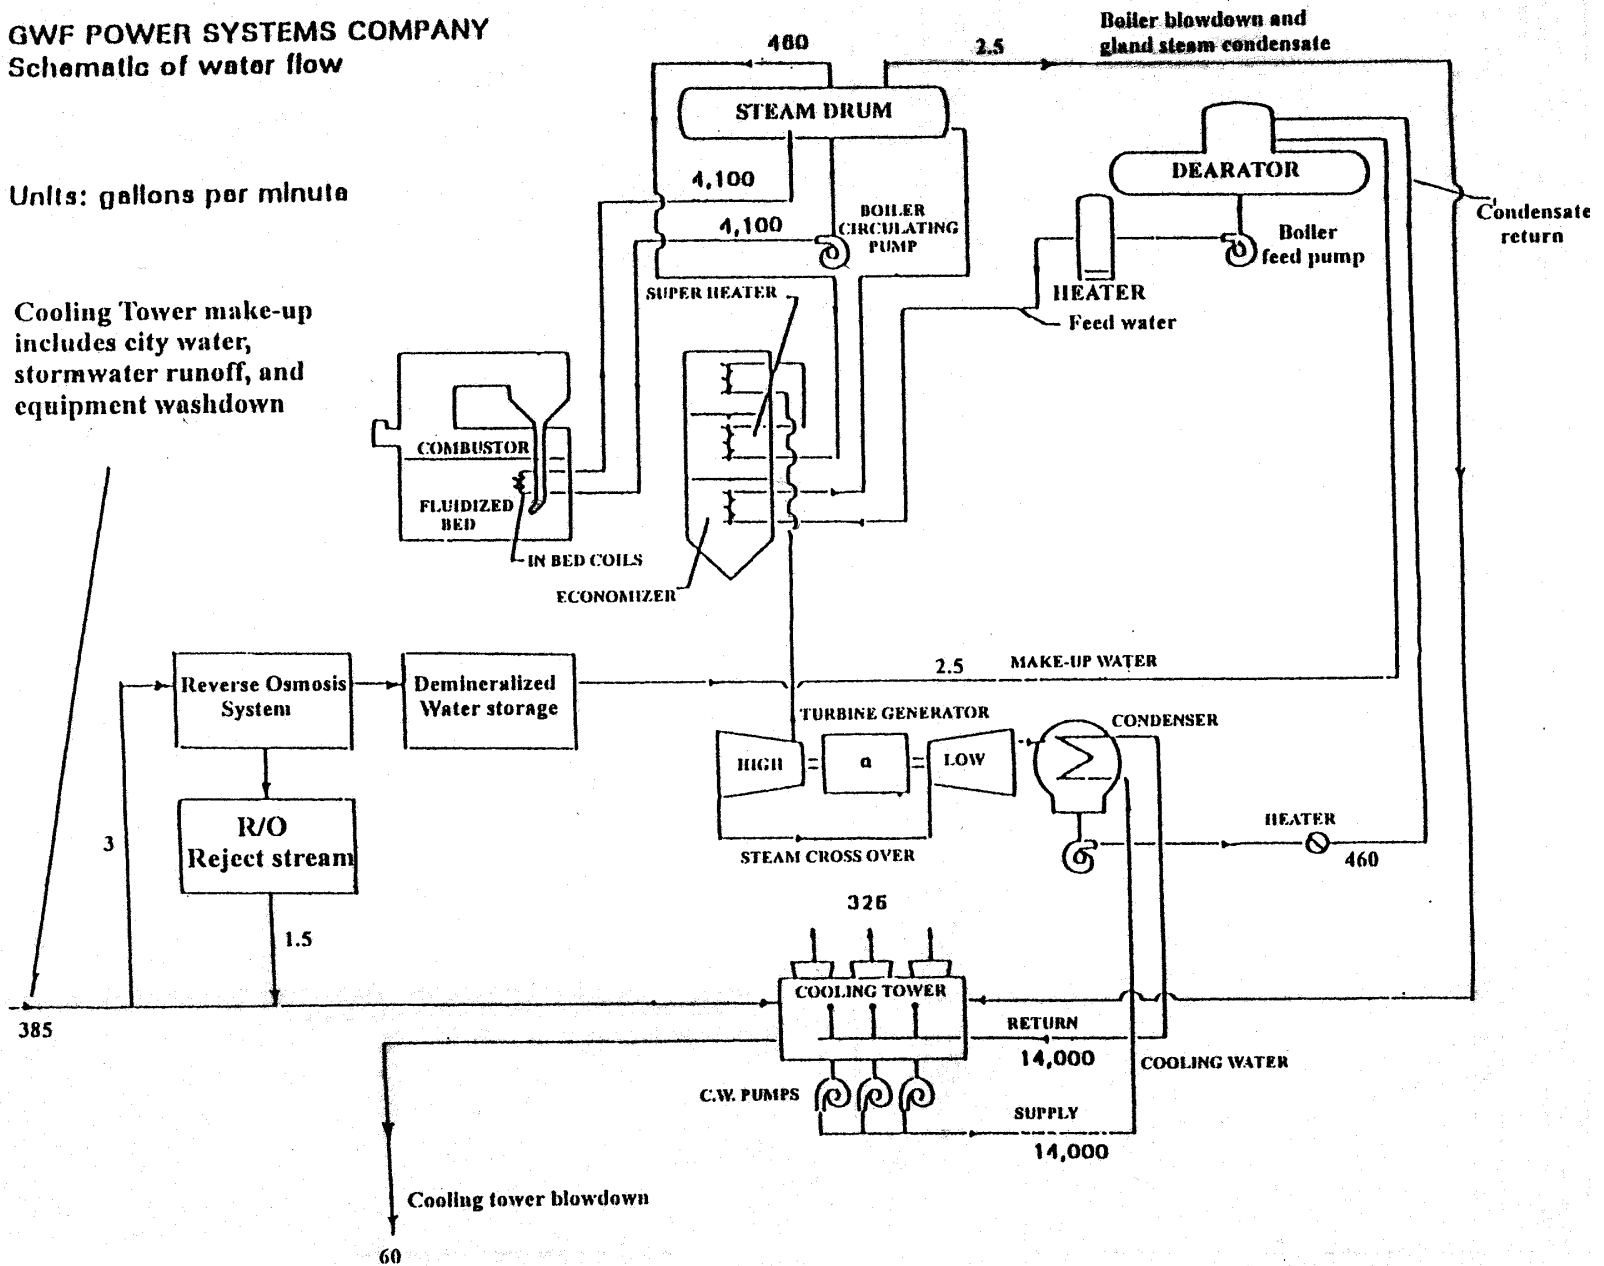 GWF POWER SYSTEMS COMPANY
Schematic of water flow
Units: gallons per minute
Cooling Tower make-up
includes city water,
stormwater runoff, and
equipment washdown
460
2.5
Boiler blowdown and
gland steam condensate
STEAM DRUM
DEARATOR
4,100
4,100
BOILER
CIRCULATING
PUMP
Boiler
feed pump
Condensate
return
SUPER HEATER
HEATER
Feed water
COMBUSTOR
FLUIDIZED
BED
IN BED COILS
ECONOMIZER
Reverse Osmosis
System
Demineralized
Water storage
2.5
MAKE-UP WATER
TURBINE GENERATOR
CONDENSER
HIGH
=
=
LOW
R/O
Reject stream
3
STEAM CROSS OVER
HEATER
460
1.5
COOLING TOWER
385
RETURN
14,000
COOLING WATER
C.W. PUMPS
SUPPLY
14,000
Cooling tower blowdown
60